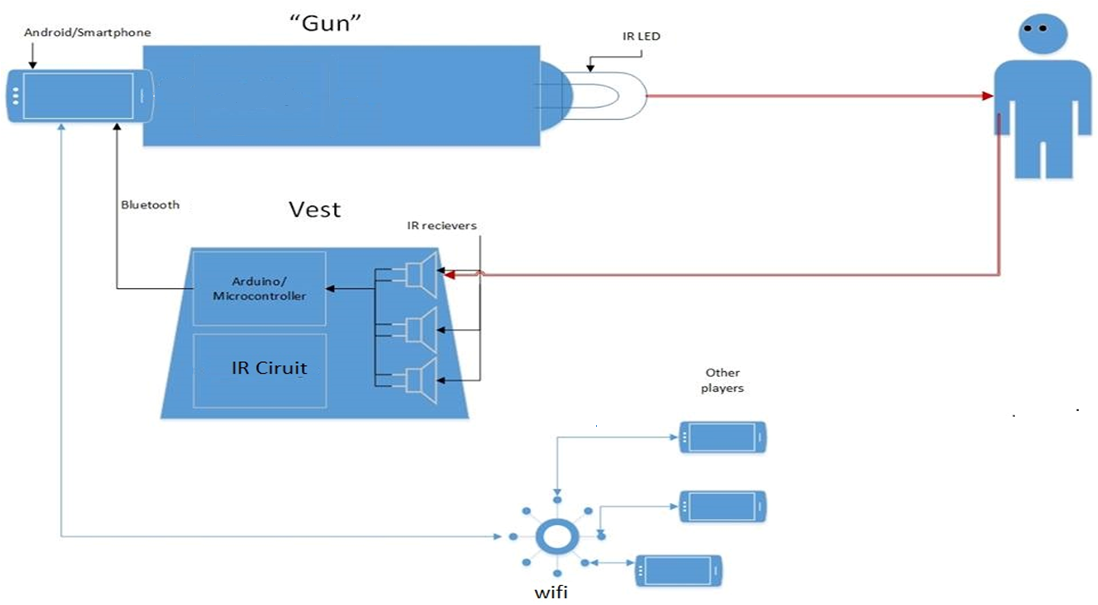 “Gun”
Android/Smartphone
IR LED
Bluetooth
Vest
IR recievers
Arduino/
Microcontroller
IR Ciruit
Other
players
wifi